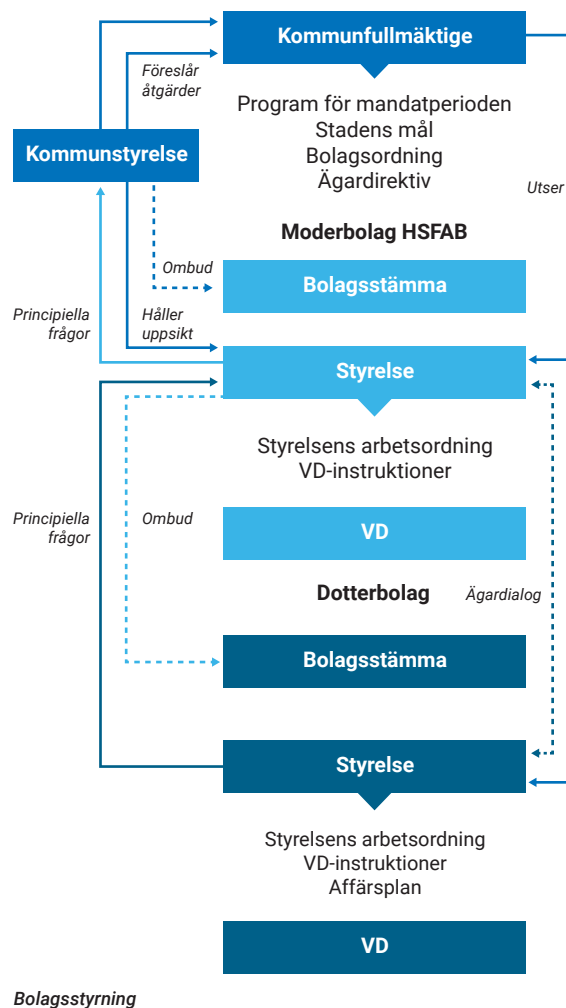 Kommunfullmäktige
Föreslår
åtgärder
Program för mandatperioden
Stadens mål
Bolagsordning
Ägardirektiv
Kommunstyrelse
Utser
Moderbolag HSFAB
Ombud
Bolagsstämma
Principiella
frågor
Håller
uppsikt
Styrelse
Styrelsens arbetsordning
VD-instruktioner
Principiella
frågor
Ombud
VD
Dotterbolag
Ägardialog
Bolagsstämma
Styrelse
Styrelsens arbetsordning
VD-instruktioner
Affärsplan
VD
Bolagsstyrning